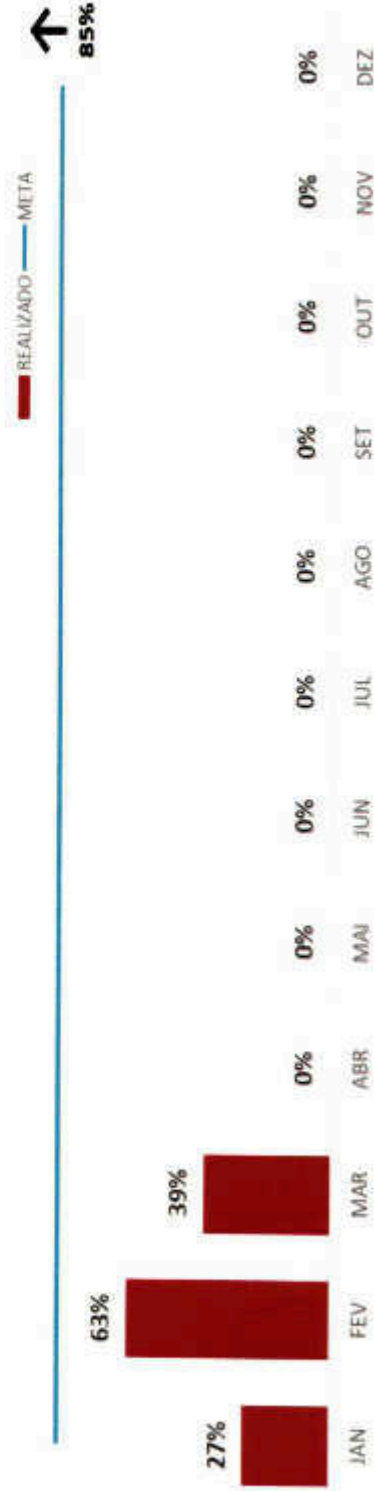 REALIZADO META
85%
27% 63% 39% 0% 0% 0% 0% 0% 0% 0% 0% 0%
JAN FEV MAR ABR MAI JUN JUL AGO SET OUT NOV DEZ